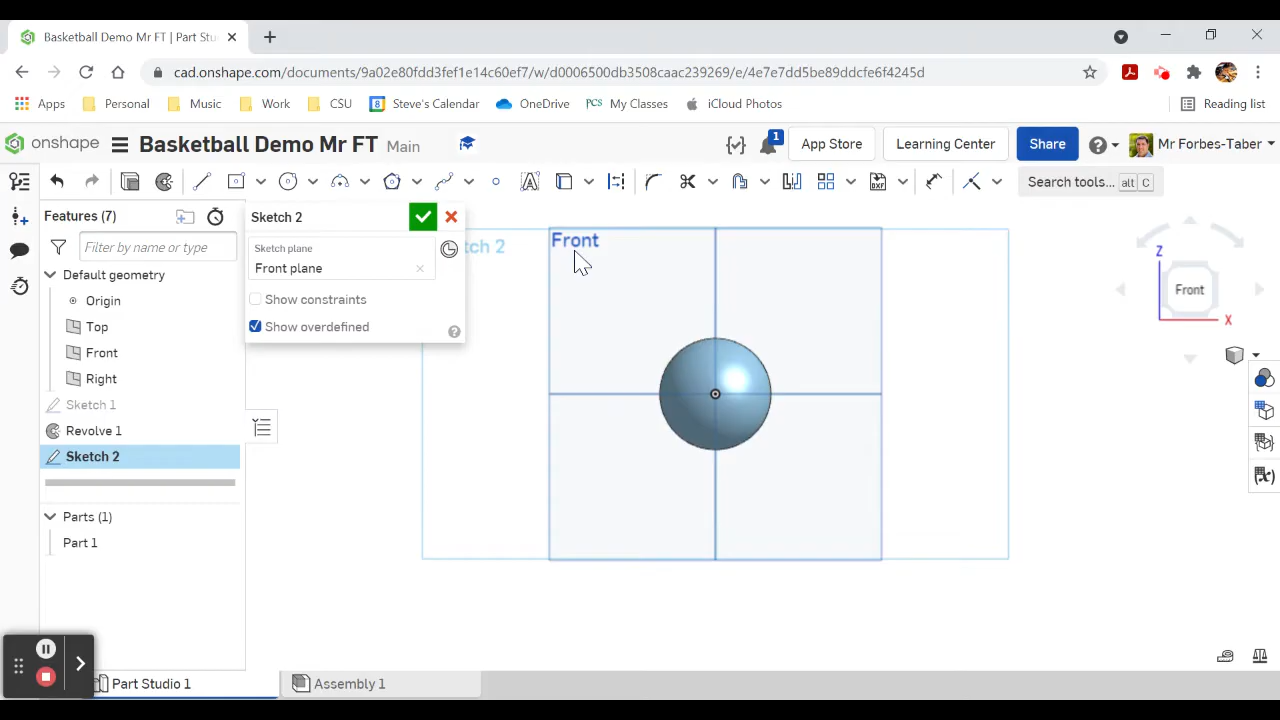 Basketball Demo Mr FT | Part Stu
cad.onshape.com/documents/9a02e80fdd3fef1e14c60ef7/w/d0006500db3508caac239269/e/4e7e7dd5be89ddcfe6f4245d
Apps Personal Music Work CSU Steve's Calendar OneDrive PCS My Classes iCloud Photos Reading list
onshape Basketball Demo Mr FT Main 1 App Store Learning Center Share Mr Forbes-Taber
Search tools... alt C
Features (7)
Filter by name or type
Default geometry
Origin
Top
Front
Right
Sketch 1
Revolve 1
Sketch 2
Parts (1)
Part 1
Sketch 2
Sketch plane
Front plane
Show constraints
Show overdefined
tch 2
Front
Z
Front
X
Part Studio 1 Assembly 1